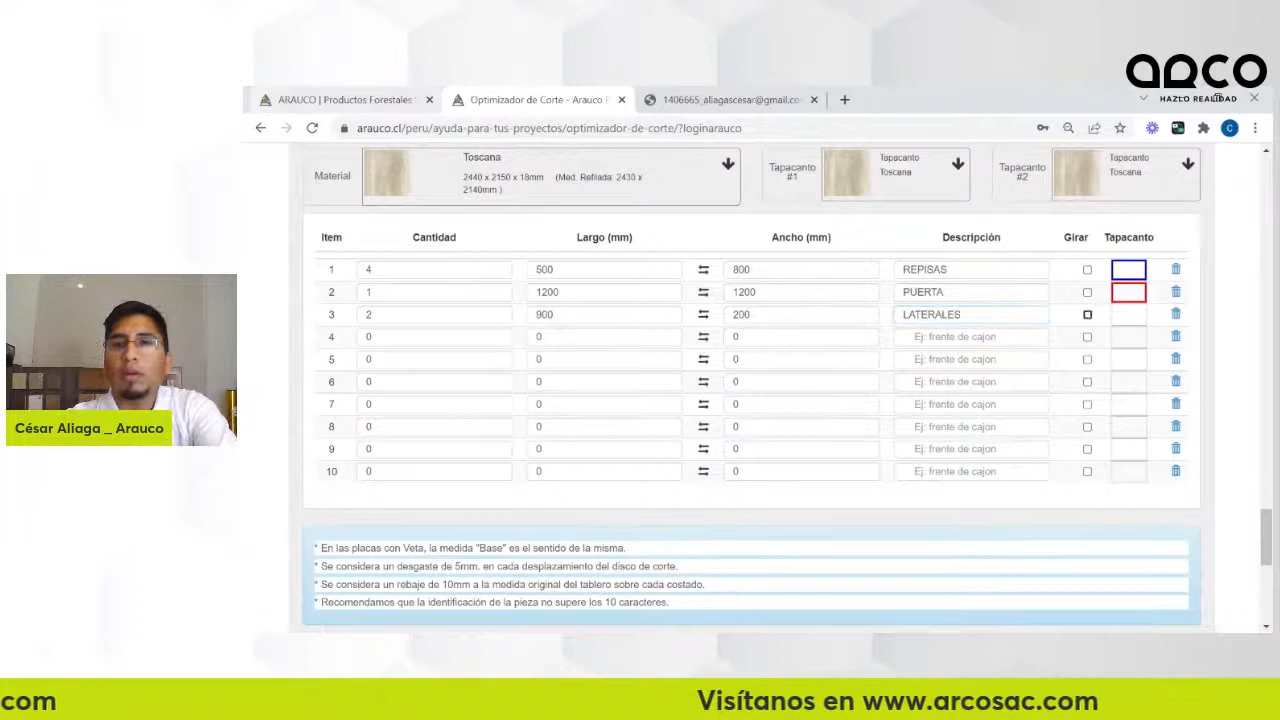 ARCO
HAZLO REALIDAD
ARAUCO | Productos Forestales
Optimizador de Corte - Arauco P
1406665_aliagascesar@gmail.co
arauco.cl/peru/ayuda-para-tus-proyectos/optimizador-de-corte/?loginarauco
C
Material
Toscana
2440 x 2150 x 18mm (Med. Refilada: 2430 x
2140mm )
Tapacanto
#1
Tapacanto
Toscana
Tapacanto
#2
Tapacanto
Toscana
Item Cantidad Largo (mm) Ancho (mm) Descripción Girar Tapacanto
1 4 500 800 REPISAS
2 1 1200 1200 PUERTA
3 2 900 200 LATERALES
4 0 0 0 Ej: frente de cajon
5 0 0 0 Ej: frente de cajon
6 0 0 0 Ej: frente de cajon
7 0 0 0 Ej: frente de cajon
8 0 0 0 Ej: frente de cajon
9 0 0 0 Ej: frente de cajon
10 0 0 0 Ej: frente de cajon
* En las placas con Veta, la medida "Base" es el sentido de la misma.
* Se considera un desgaste de 5mm. en cada desplazamiento del disco de corte.
* Se considera un rebaje de 10mm a la medida original del tablero sobre cada costado.
* Recomendamos que la identificación de la pieza no supere los 10 caracteres.
César Aliaga _ Arauco
com
Visítanos en www.arcosac.com